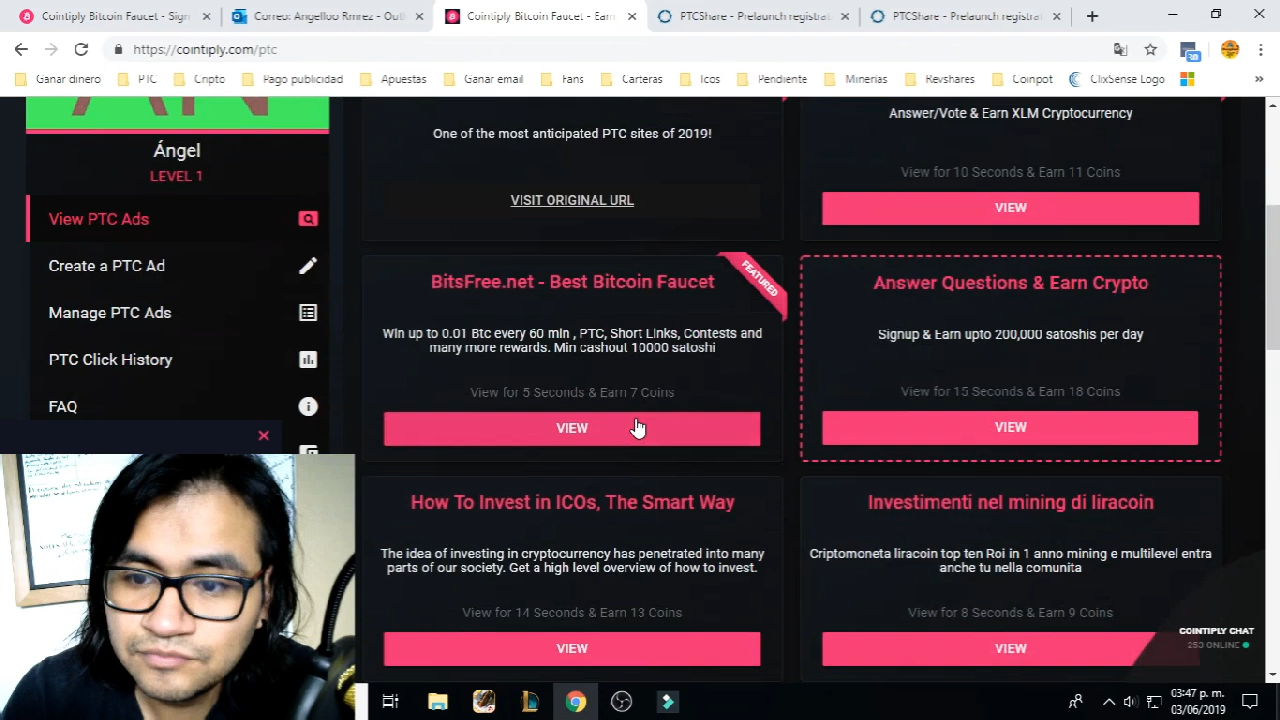 Cointiply Bitcoin Faucet - Sign
Correo: Angelloo Rmrez - Outl
Cointiply Bitcoin Faucet - Earn
PTCShare - Prelaunch registrat
PTCShare - Prelaunch registra
https://cointiply.com/ptc
30
Ganar dinero
PTC
Cripto
Pago publicidad
Apuestas
Ganar email
Fans
Carteras
Icos
Pendiente
Minerias
Revshares
Coinpot
ClixSense Logo
»
Ángel
LEVEL 1
View PTC Ads
Create a PTC Ad
Manage PTC Ads
PTC Click History
FAQ
One of the most anticipated PTC sites of 2019!
VISIT ORIGINAL URL
Answer/Vote & Earn XLM Cryptocurrency
View for 10 Seconds & Earn 11 Coins
VIEW
BitsFree.net - Best Bitcoin Faucet
FEATURED
Win up to 0.01 Btc every 60 min , PTC, Short Links, Contests and
many more rewards. Min cashout 10000 satoshi
View for 5 Seconds & Earn 7 Coins
VIEW
Answer Questions & Earn Crypto
Signup & Earn upto 200,000 satoshis per day
View for 15 Seconds & Earn 18 Coins
VIEW
How To Invest in ICOs, The Smart Way
The idea of investing in cryptocurrency has penetrated into many
parts of our society. Get a high level overview of how to invest.
View for 14 Seconds & Earn 13 Coins
VIEW
Investimenti nel mining di liracoin
Criptomoneta liracoin top ten Roi in 1 anno mining e multilevel entra
anche tu nella comunita
View for 8 Seconds & Earn 9 Coins
VIEW
COINTIPLY CHAT
253 ONLINE
03:47 p. m.
03/06/2019